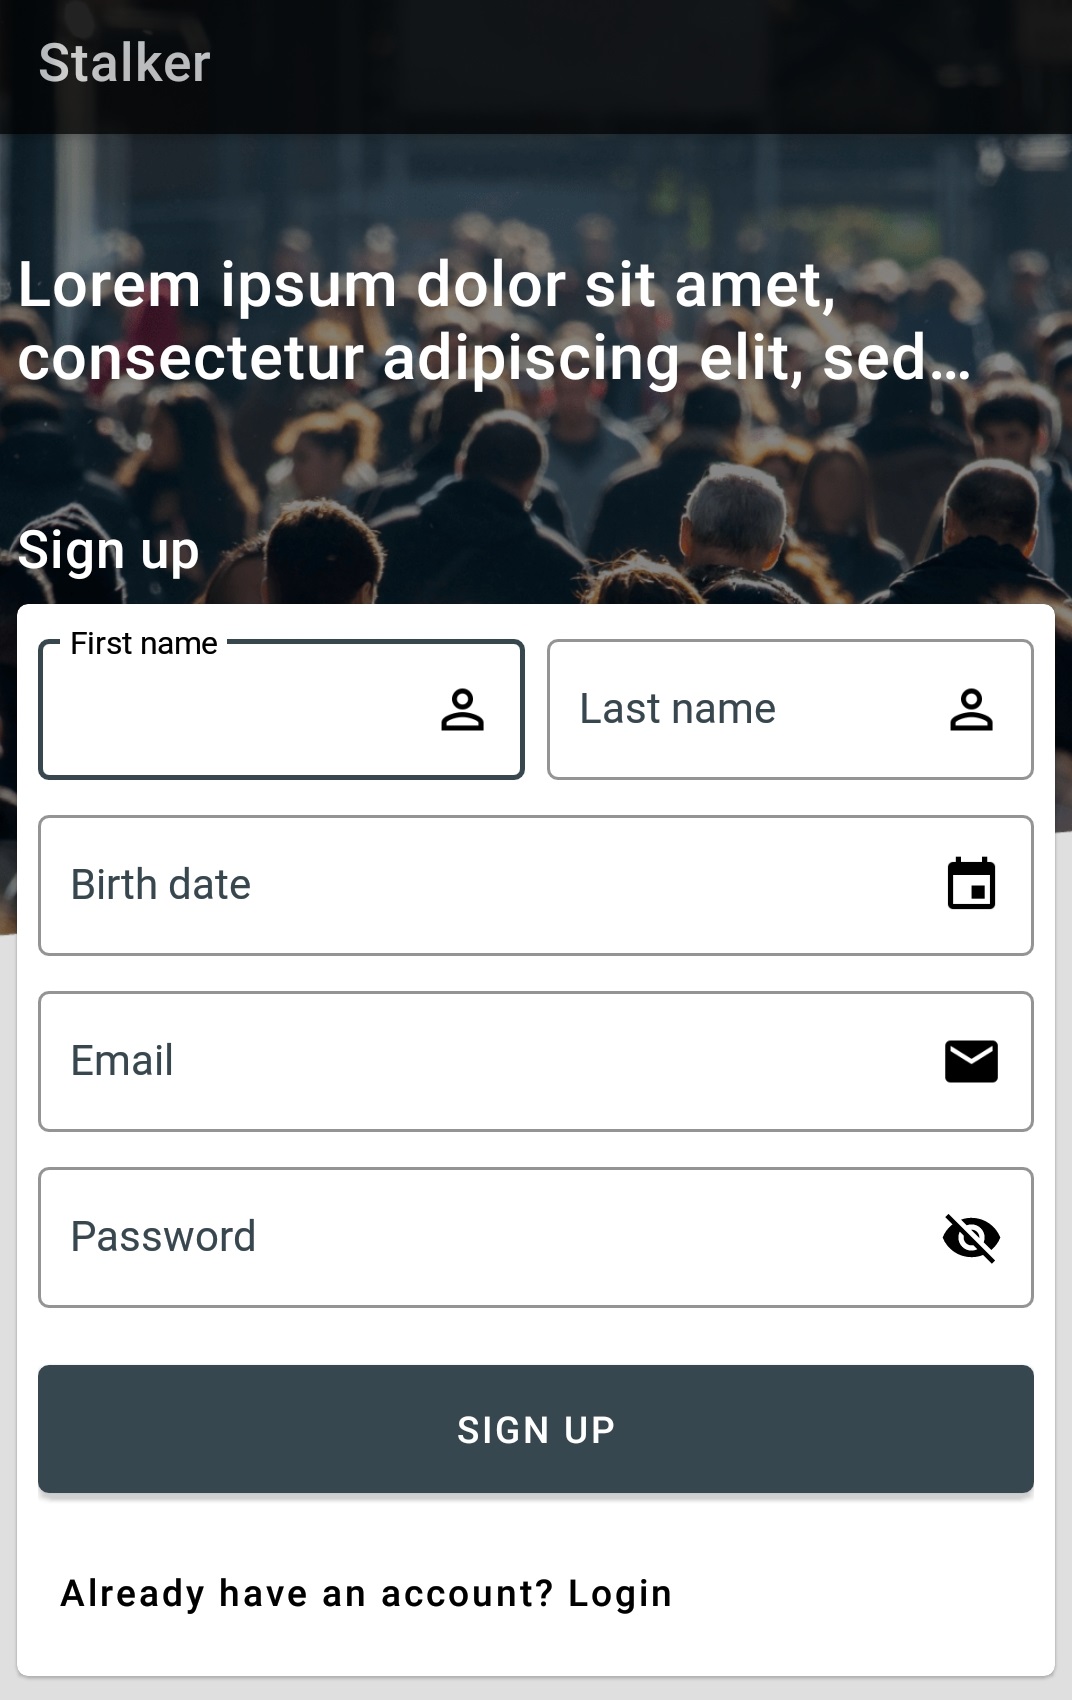 Stalker
Lorem ipsum dolor sit amet,
consectetur adipiscing elit, sed…
Sign up
First name
Last name
Birth date
Email
Password
SIGN UP
Already have an account? Login